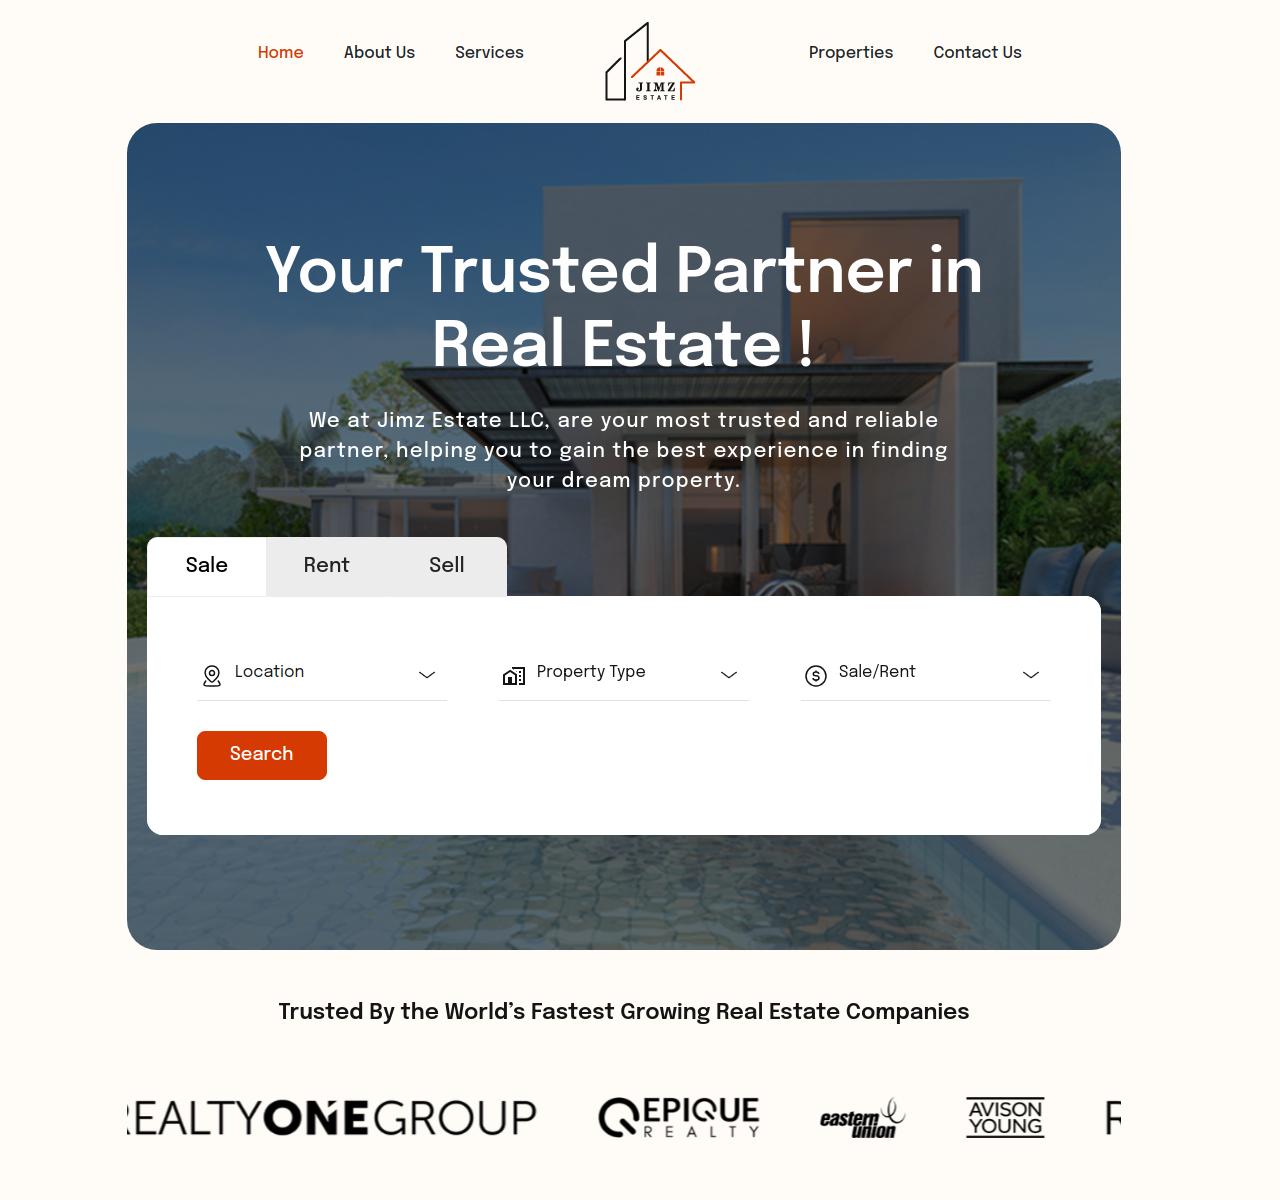 Home
About Us
Services
JIMZ
ESTATE
Properties
Contact Us
Your Trusted Partner in
Real Estate !
We at Jimz Estate LLC, are your most trusted and reliable
partner, helping you to gain the best experience in finding
your dream property.
Sale
Rent
Sell
Location
Property Type
Sale/Rent
Search
Trusted By the World’s Fastest Growing Real Estate Companies
REALTYONEGROUP
EPIQUE
REALTY
eastern
union
AVISON
YOUNG
R